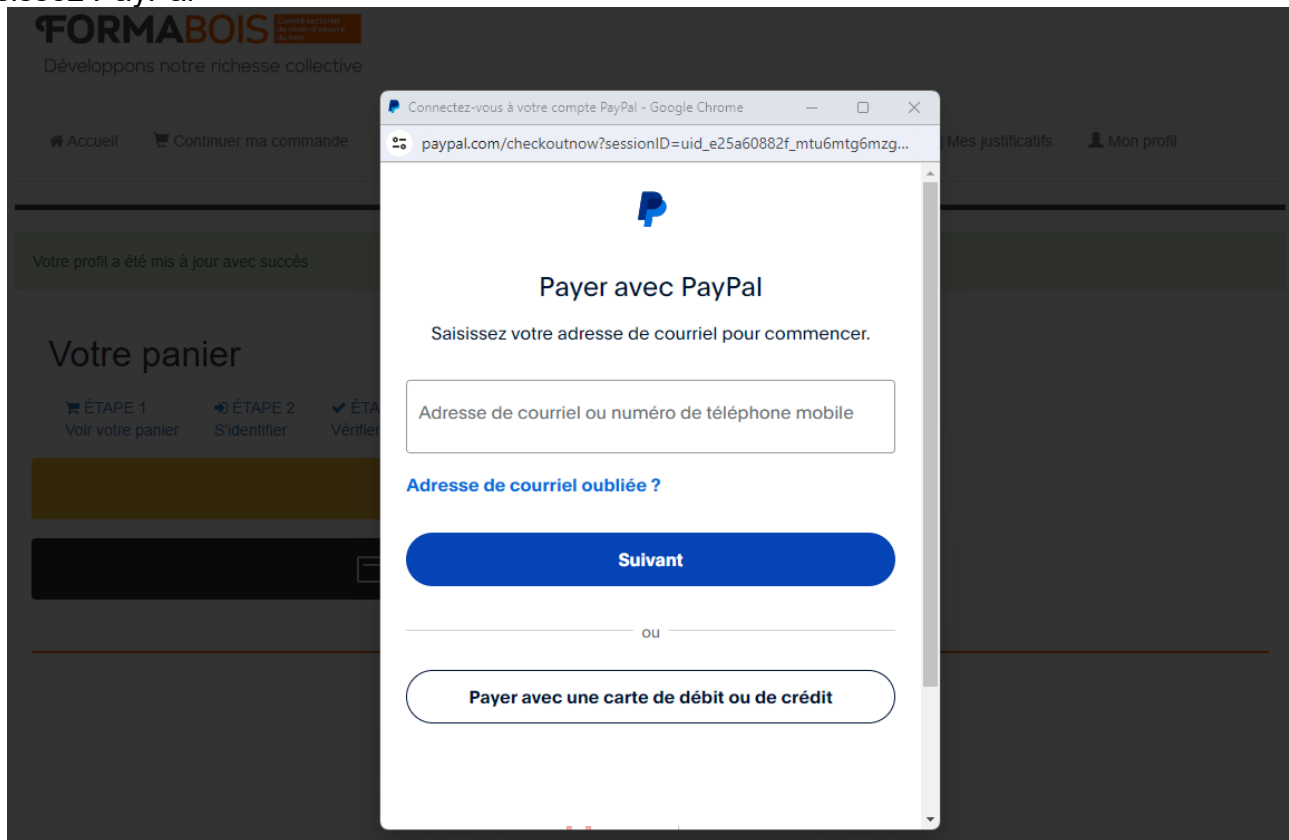 FORMABOIS
Comité sectoriel
de main-d'œuvre
du bois
Développons notre richesse collective
Connectez-vous à votre compte PayPal - Google Chrome
paypal.com/checkoutnow?sessionID=uid_e25a60882f_mtu6mtg6mzg...
Accueil Continuer ma commande Mes justificatifs Mon profil
Votre profil a été mis à jour avec succès
Payer avec PayPal
Saisissez votre adresse de courriel pour commencer.
Votre panier
ÉTAPE 1 ÉTAPE 2 ÉTA
Voir votre panier S'identifier Vérifier
Adresse de courriel ou numéro de téléphone mobile
Adresse de courriel oubliée ?
Suivant
ou
Payer avec une carte de débit ou de crédit